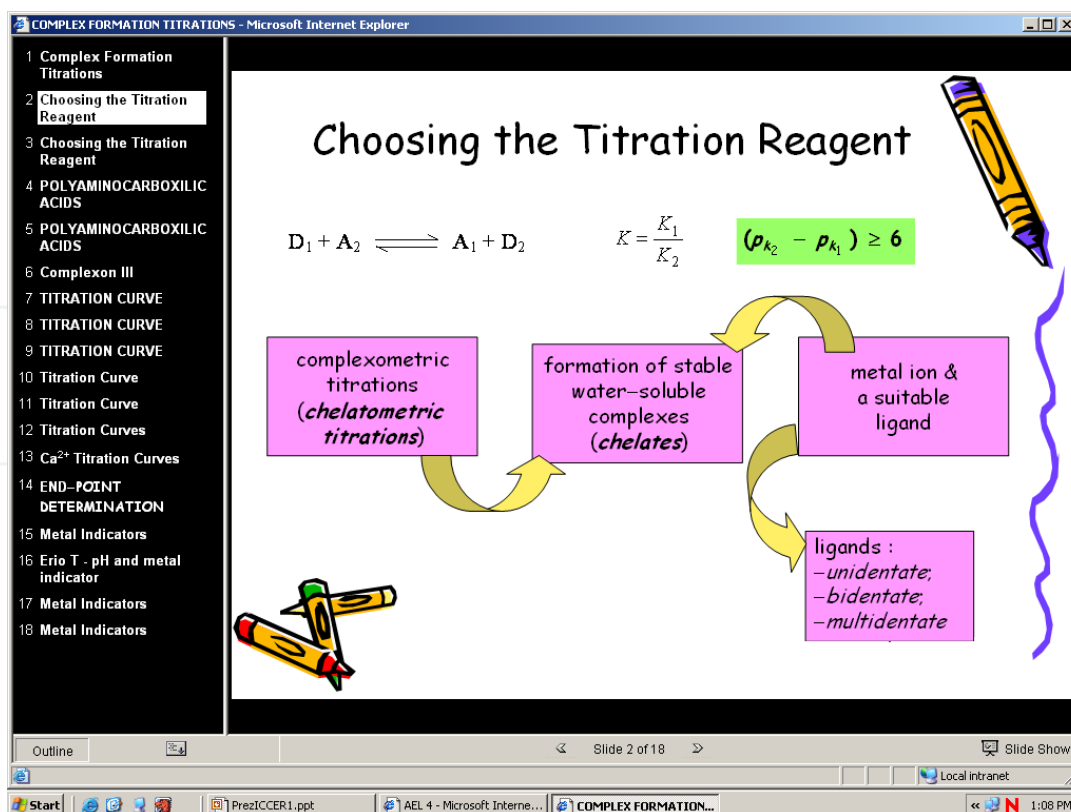 COMPLEX FORMATION TITRATIONS - Microsoft Internet Explorer
1 Complex Formation
Titrations
2 Choosing the Titration
Reagent
3 Choosing the Titration
Reagent
4 POLYAMINOCARBOXILIC
ACIDS
5 POLYAMINOCARBOXILIC
ACIDS
6 Complexon III
7 TITRATION CURVE
8 TITRATION CURVE
9 TITRATION CURVE
10 Titration Curve
11 Titration Curve
12 Titration Curves
13 Ca²⁺ Titration Curves
14 END–POINT
DETERMINATION
15 Metal Indicators
16 Erio T - pH and metal
indicator
17 Metal Indicators
18 Metal Indicators
Choosing the Titration Reagent
D₁ + A₂ ⇌ A₁ + D₂
K = K₁/K₂
(pₖ₂ – pₖ₁) ≥ 6
complexometric
titrations
(chelatometric
titrations)
formation of stable
water–soluble
complexes
(chelates)
metal ion &
a suitable
ligand
ligands :
–unidentate;
–bidentate;
–multidentate
Outline
Slide 2 of 18
Slide Show
Local intranet
Start
PrezICCER1.ppt
AEL 4 - Microsoft Interne...
COMPLEX FORMATION...
1:08 PM